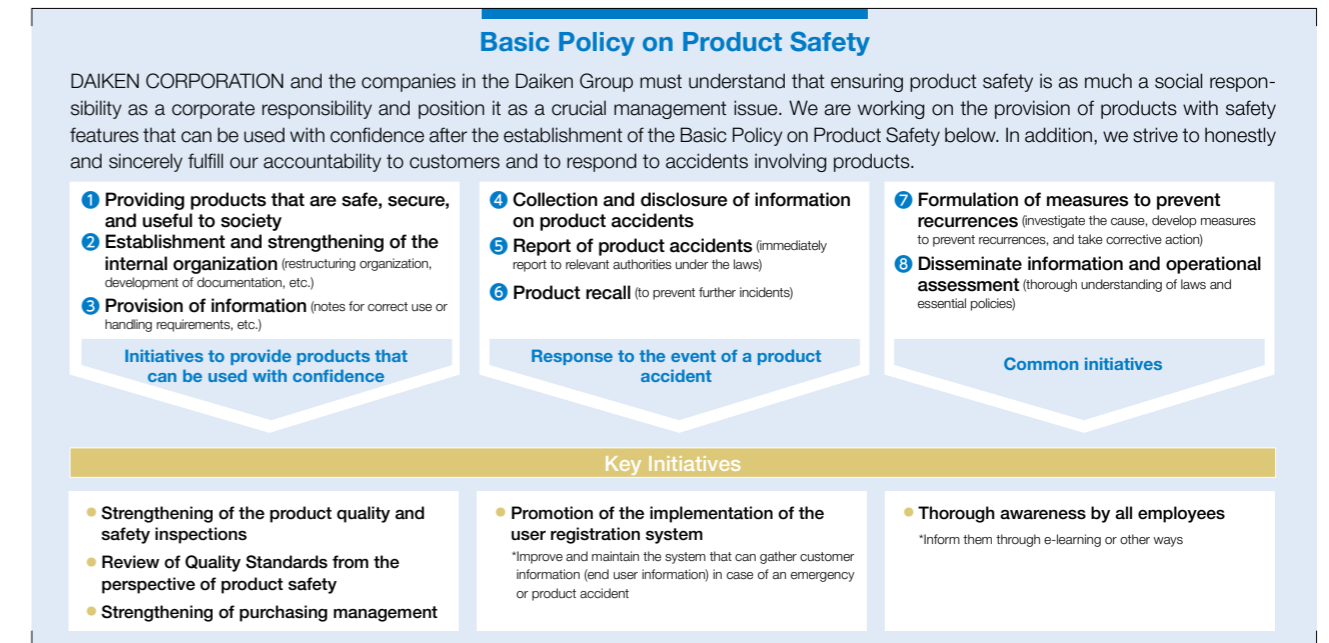 Basic Policy on Product Safety
DAIKEN CORPORATION and the companies in the Daiken Group must understand that ensuring product safety is as much a social respon-
sibility as a corporate responsibility and position it as a crucial management issue. We are working on the provision of products with safety
features that can be used with confidence after the establishment of the Basic Policy on Product Safety below. In addition, we strive to honestly
and sincerely fulfill our accountability to customers and to respond to accidents involving products.
❶ Providing products that are safe, secure,
and useful to society
❷ Establishment and strengthening of the
internal organization (restructuring organization,
development of documentation, etc.)
❸ Provision of information (notes for correct use or
handling requirements, etc.)
Initiatives to provide products that
can be used with confidence
❹ Collection and disclosure of information
on product accidents
❺ Report of product accidents (immediately
report to relevant authorities under the laws)
❻ Product recall (to prevent further incidents)
Response to the event of a product
accident
❼ Formulation of measures to prevent
recurrences (investigate the cause, develop measures
to prevent recurrences, and take corrective action)
❽ Disseminate information and operational
assessment (thorough understanding of laws and
essential policies)
Common initiatives
Key Initiatives
● Strengthening of the product quality and
safety inspections
● Review of Quality Standards from the
perspective of product safety
● Strengthening of purchasing management
● Promotion of the implementation of the
user registration system
*Improve and maintain the system that can gather customer
information (end user information) in case of an emergency
or product accident
● Thorough awareness by all employees
*Inform them through e-learning or other ways